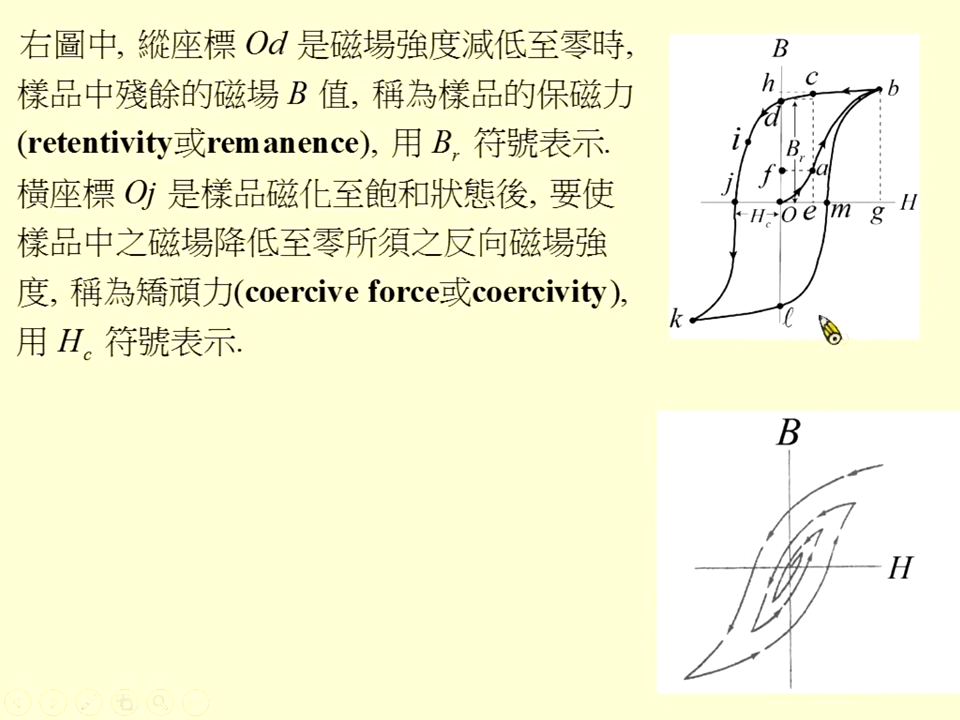 右圖中, 縱座標 Od 是磁場強度減低至零時,
樣品中殘餘的磁場 B 值, 稱為樣品的保磁力
(retentivity或remanence), 用 Br 符號表示.
橫座標 Oj 是樣品磁化至飽和狀態後, 要使
樣品中之磁場降低至零所須之反向磁場強
度, 稱為矯頑力(coercive force或coercivity),
用 Hc 符號表示.
B
h c b
d
i Br
f a
j
Hc O e m g H
k ℓ
B
H